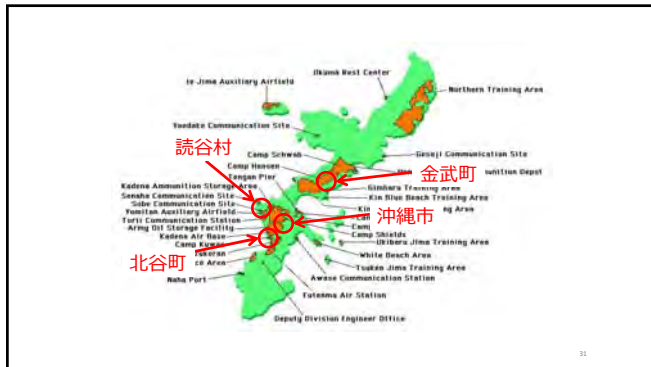 Okuma Rest Center
Ie Jima Auxiliary Airfield
Northern Training Area
Yaedake Communication Site
読谷村
Camp Schwab
Gesaji Communication Site
Camp Hansen
Tengan Pier
金武町
Kadena Ammunition Storage Area
Gimbaru Training Area
Senaha Communication Site
Kin Blue Beach Training Area
Sobe Communication Site
Yomitan Auxiliary Airfield
沖縄市
Torii Communication Station
Army Oil Storage Facility
Camp Shields
Kadena Air Base
Ukibaru Jima Training Area
Camp Kuwae
White Beach Area
北谷町
Tsuken Jima Training Area
Awase Communication Station
Naha Port
Futenma Air Station
Deputy Division Engineer Office
31